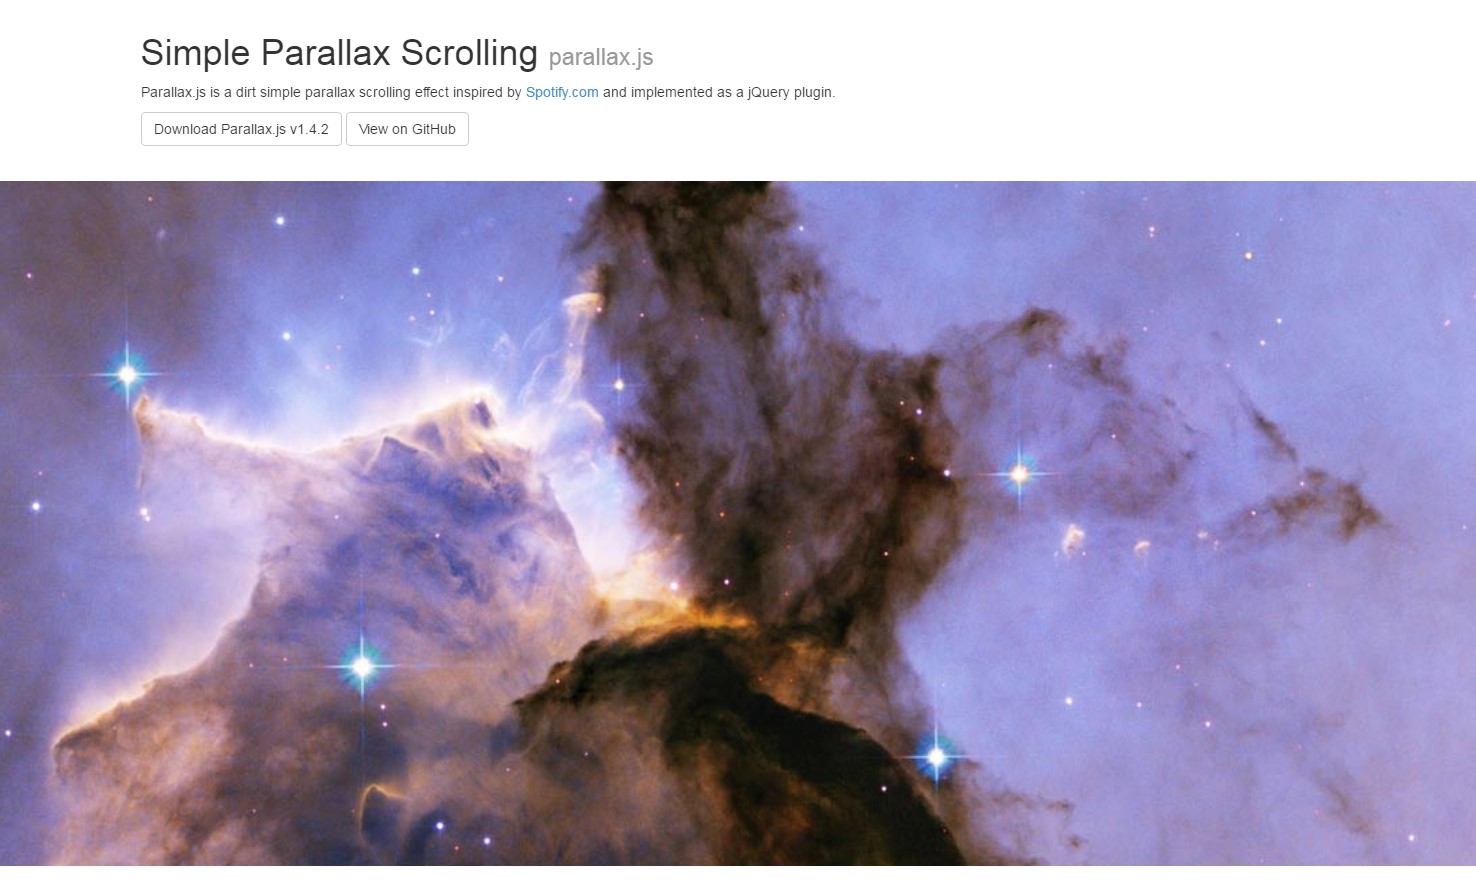 Simple Parallax Scrolling parallax.js
Parallax.js is a dirt simple parallax scrolling effect inspired by Spotify.com and implemented as a jQuery plugin.
Download Parallax.js v1.4.2 View on GitHub